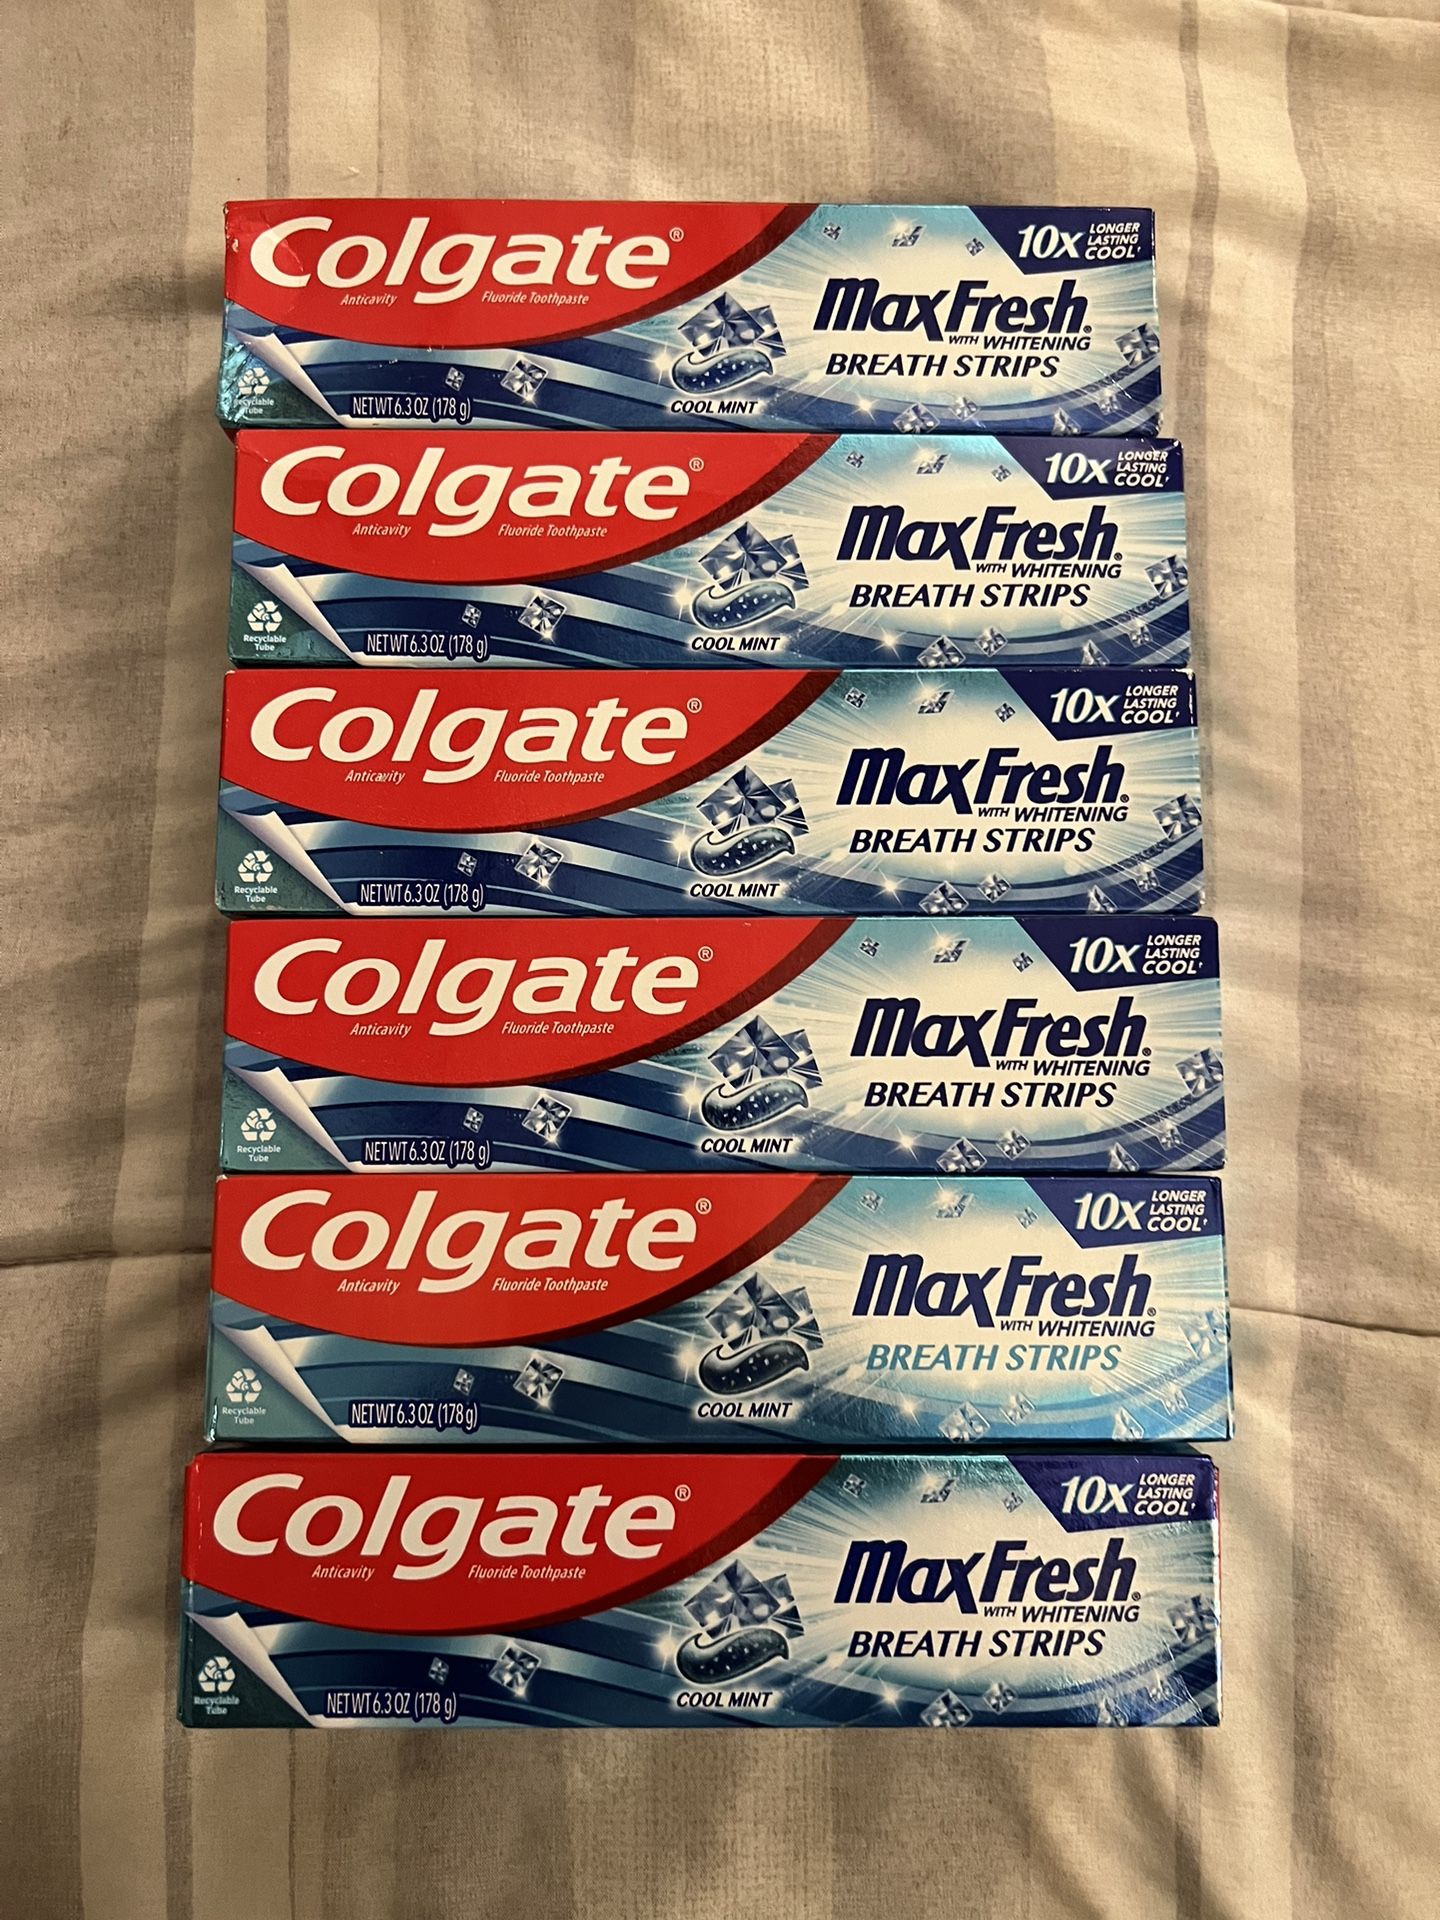 Colgate®
Anticavity Fluoride Toothpaste
10x LONGER
LASTING
COOL†
MaxFresh®
WITH WHITENING
BREATH STRIPS
COOL MINT
Recyclable
Tube
NET WT 6.3 OZ (178 g)
Colgate®
Anticavity Fluoride Toothpaste
10x LONGER
LASTING
COOL†
MaxFresh®
WITH WHITENING
BREATH STRIPS
COOL MINT
Recyclable
Tube
NET WT 6.3 OZ (178 g)
Colgate®
Anticavity Fluoride Toothpaste
10x LONGER
LASTING
COOL†
MaxFresh®
WITH WHITENING
BREATH STRIPS
COOL MINT
Recyclable
Tube
NET WT 6.3 OZ (178 g)
Colgate®
Anticavity Fluoride Toothpaste
10x LONGER
LASTING
COOL†
MaxFresh®
WITH WHITENING
BREATH STRIPS
COOL MINT
Recyclable
Tube
NET WT 6.3 OZ (178 g)
Colgate®
Anticavity Fluoride Toothpaste
10x LONGER
LASTING
COOL†
MaxFresh®
WITH WHITENING
BREATH STRIPS
COOL MINT
Recyclable
Tube
NET WT 6.3 OZ (178 g)
Colgate®
Anticavity Fluoride Toothpaste
10x LONGER
LASTING
COOL†
MaxFresh®
WITH WHITENING
BREATH STRIPS
COOL MINT
Recyclable
Tube
NET WT 6.3 OZ (178 g)